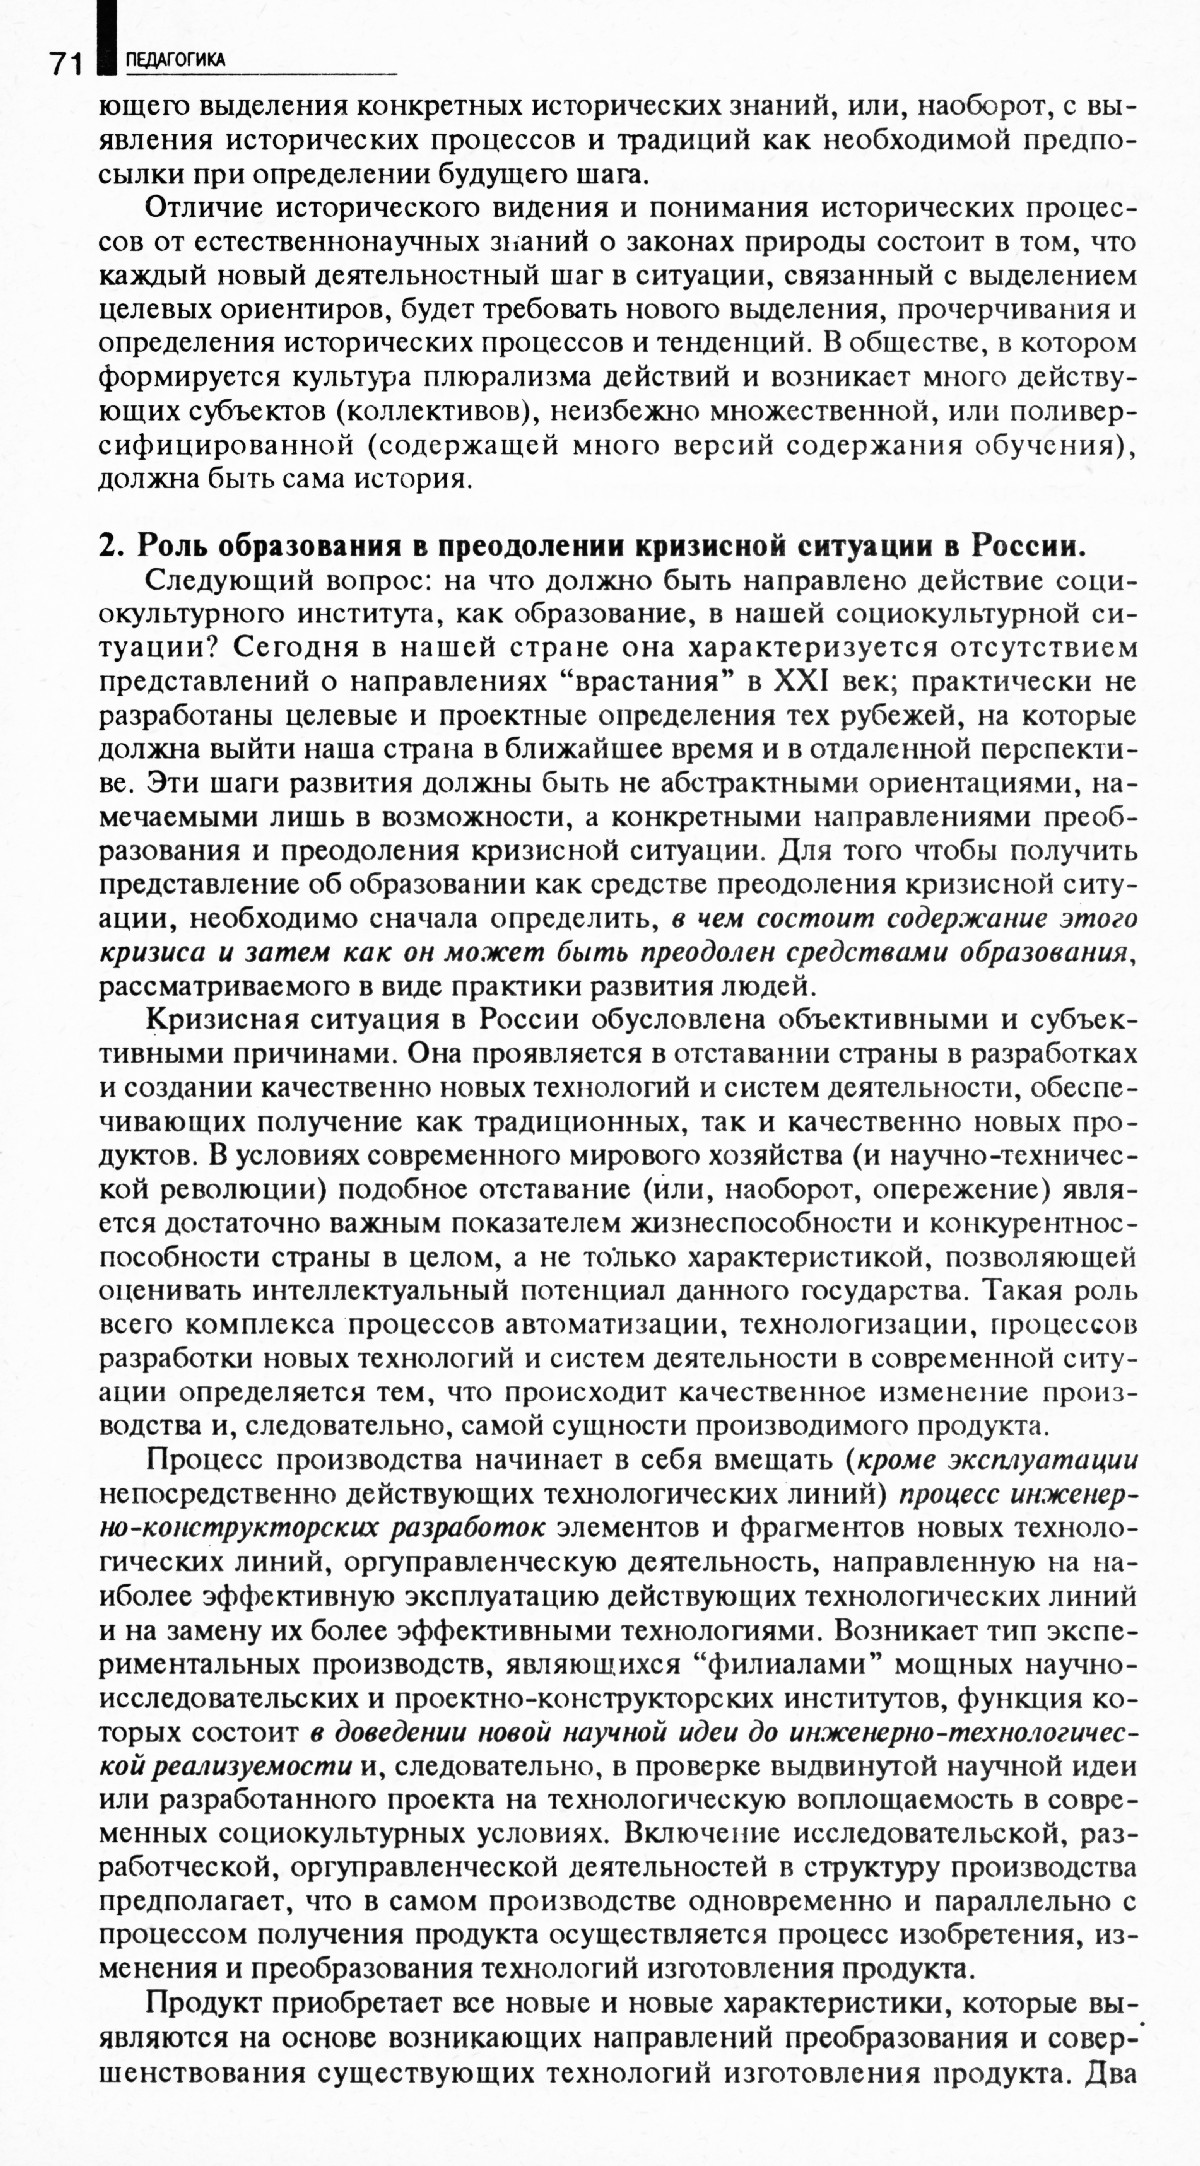 71 ПЕДАГОГИКА
ющего выделения конкретных исторических знаний, или, наоборот, с вы-
явления исторических процессов и традиций как необходимой предпо-
сылки при определении будущего шага.
Отличие исторического видения и понимания исторических процес-
сов от естественнонаучных знаний о законах природы состоит в том, что
каждый новый деятельностный шаг в ситуации, связанный с выделением
целевых ориентиров, будет требовать нового выделения, прочерчивания и
определения исторических процессов и тенденций. В обществе, в котором
формируется культура плюрализма действий и возникает много действу-
ющих субъектов (коллективов), неизбежно множественной, или поливер-
сифицированной (содержащей много версий содержания обучения),
должна быть сама история.
2. Роль образования в преодолении кризисной ситуации в России.
Следующий вопрос: на что должно быть направлено действие соци-
окультурного института, как образование, в нашей социокультурной си-
туации? Сегодня в нашей стране она характеризуется отсутствием
представлений о направлениях “врастания” в XXI век; практически не
разработаны целевые и проектные определения тех рубежей, на которые
должна выйти наша страна в ближайшее время и в отдаленной перспекти-
ве. Эти шаги развития должны быть не абстрактными ориентациями, на-
мечаемыми лишь в возможности, а конкретными направлениями преоб-
разования и преодоления кризисной ситуации. Для того чтобы получить
представление об образовании как средстве преодоления кризисной ситу-
ации, необходимо сначала определить, в чем состоит содержание этого
кризиса и затем как он может быть преодолен средствами образования,
рассматриваемого в виде практики развития людей.
Кризисная ситуация в России обусловлена объективными и субъек-
тивными причинами. Она проявляется в отставании страны в разработках
и создании качественно новых технологий и систем деятельности, обеспе-
чивающих получение как традиционных, так и качественно новых про-
дуктов. В условиях современного мирового хозяйства (и научно-техничес-
кой революции) подобное отставание (или, наоборот, опережение) явля-
ется достаточно важным показателем жизнеспособности и конкурентнос-
пособности страны в целом, а не только характеристикой, позволяющей
оценивать интеллектуальный потенциал данного государства. Такая роль
всего комплекса процессов автоматизации, технологизации, процессов
разработки новых технологий и систем деятельности в современной ситу-
ации определяется тем, что происходит качественное изменение произ-
водства и, следовательно, самой сущности производимого продукта.
Процесс производства начинает в себя вмещать (кроме эксплуатации
непосредственно действующих технологических линий) процесс инженер-
но-конструкторских разработок элементов и фрагментов новых техноло-
гических линий, оргуправленческую деятельность, направленную на на-
иболее эффективную эксплуатацию действующих технологических линий
и на замену их более эффективными технологиями. Возникает тип экспе-
риментальных производств, являющихся “филиалами” мощных научно-
исследовательских и проектно-конструкторских институтов, функция ко-
торых состоит в доведении новой научной идеи до инженерно-технологичес-
кой реализуемости и, следовательно, в проверке выдвинутой научной идеи
или разработанного проекта на технологическую воплощаемость в совре-
менных социокультурных условиях. Включение исследовательской, раз-
работческой, оргуправленческой деятельностей в структуру производства
предполагает, что в самом производстве одновременно и параллельно с
процессом получения продукта осуществляется процесс изобретения, из-
менения и преобразования технологий изготовления продукта.
Продукт приобретает все новые и новые характеристики, которые вы-
являются на основе возникающих направлений преобразования и совер-
шенствования существующих технологий изготовления продукта. Два